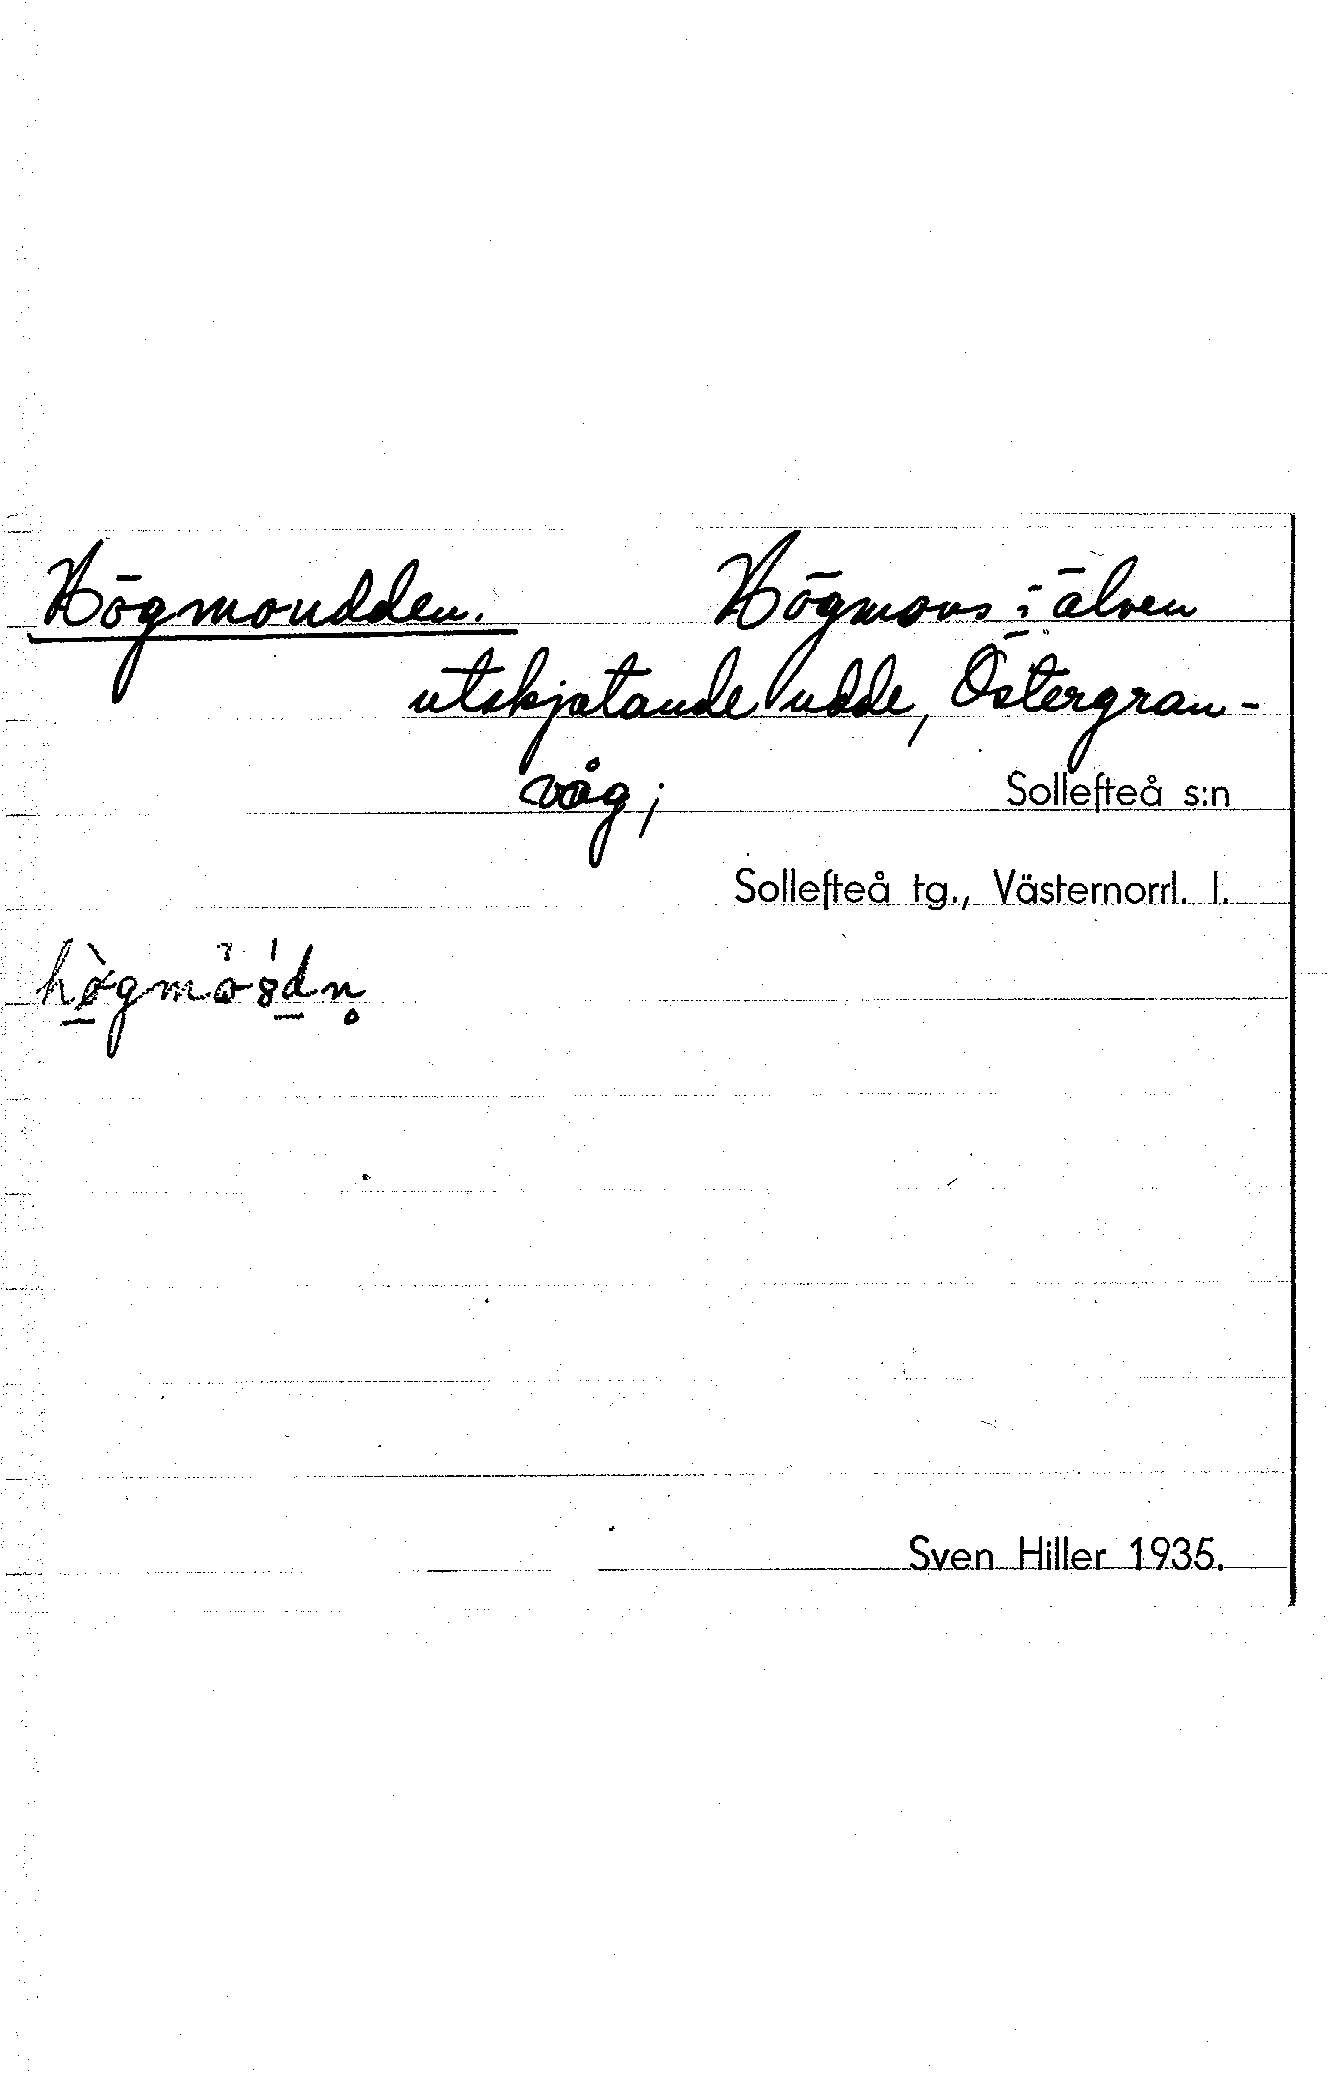 Högmoudden. Högmons i älven
utskjutande udde, Östergran-
våg; Sollefteå s:n
Sollefteå tg., Västernorrl. l.
Sven Hiller 1935.